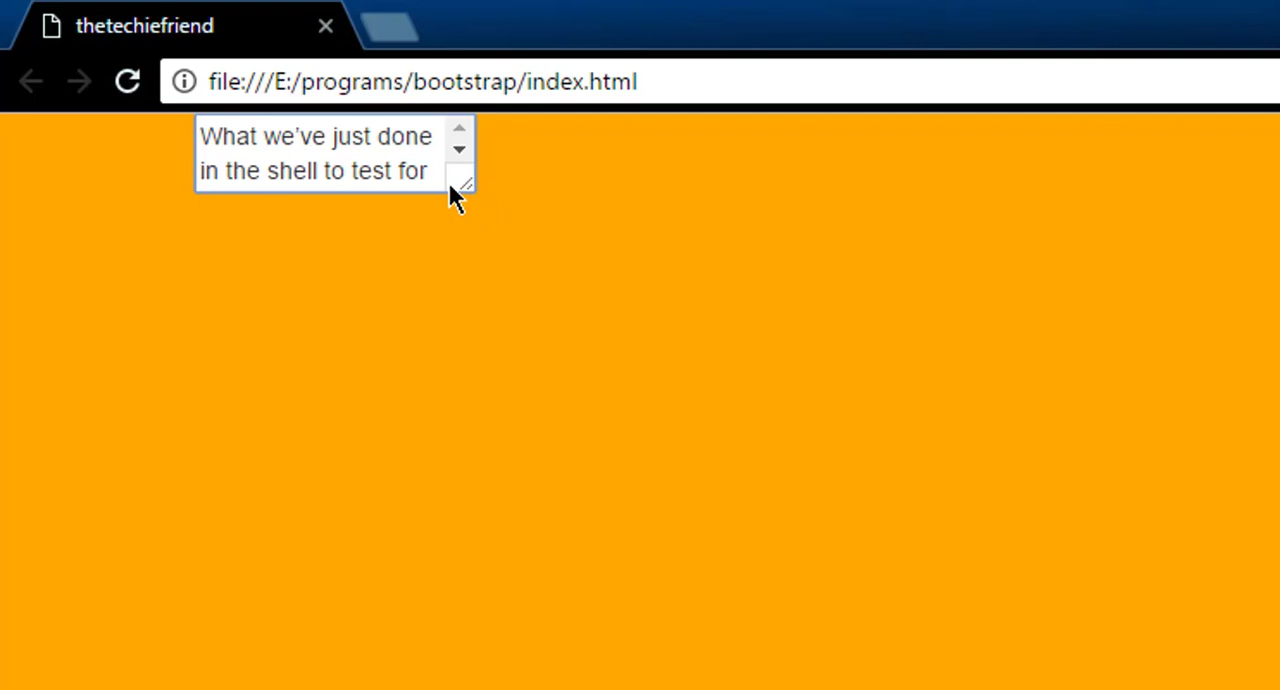 thetechiefriend
file:///E:/programs/bootstrap/index.html
What we’ve just done
in the shell to test for